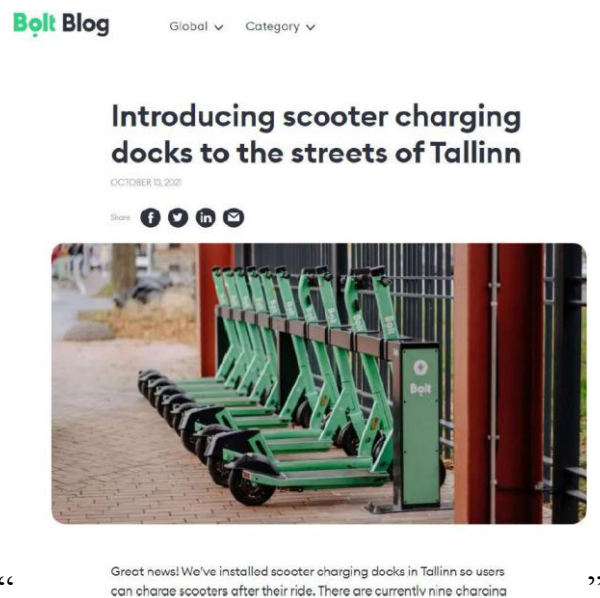 Bolt Blog
Global Category
Introducing scooter charging
docks to the streets of Tallinn
OCTOBER 13, 2021
Share
Bolt
Bolt
Great news! We've installed scooter charging docks in Tallinn so users
“ ”
can charge scooters after their ride. There are currently nine charging